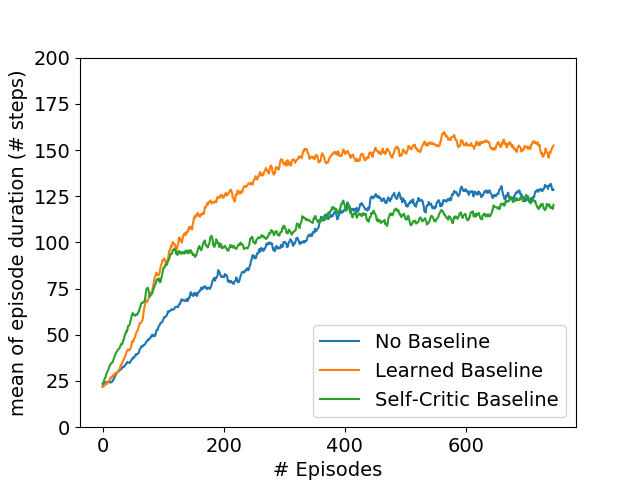 200
175
150
125
100
75
50
25
0
mean of episode duration (# steps)
No Baseline
Learned Baseline
Self-Critic Baseline
0
200
400
600
# Episodes